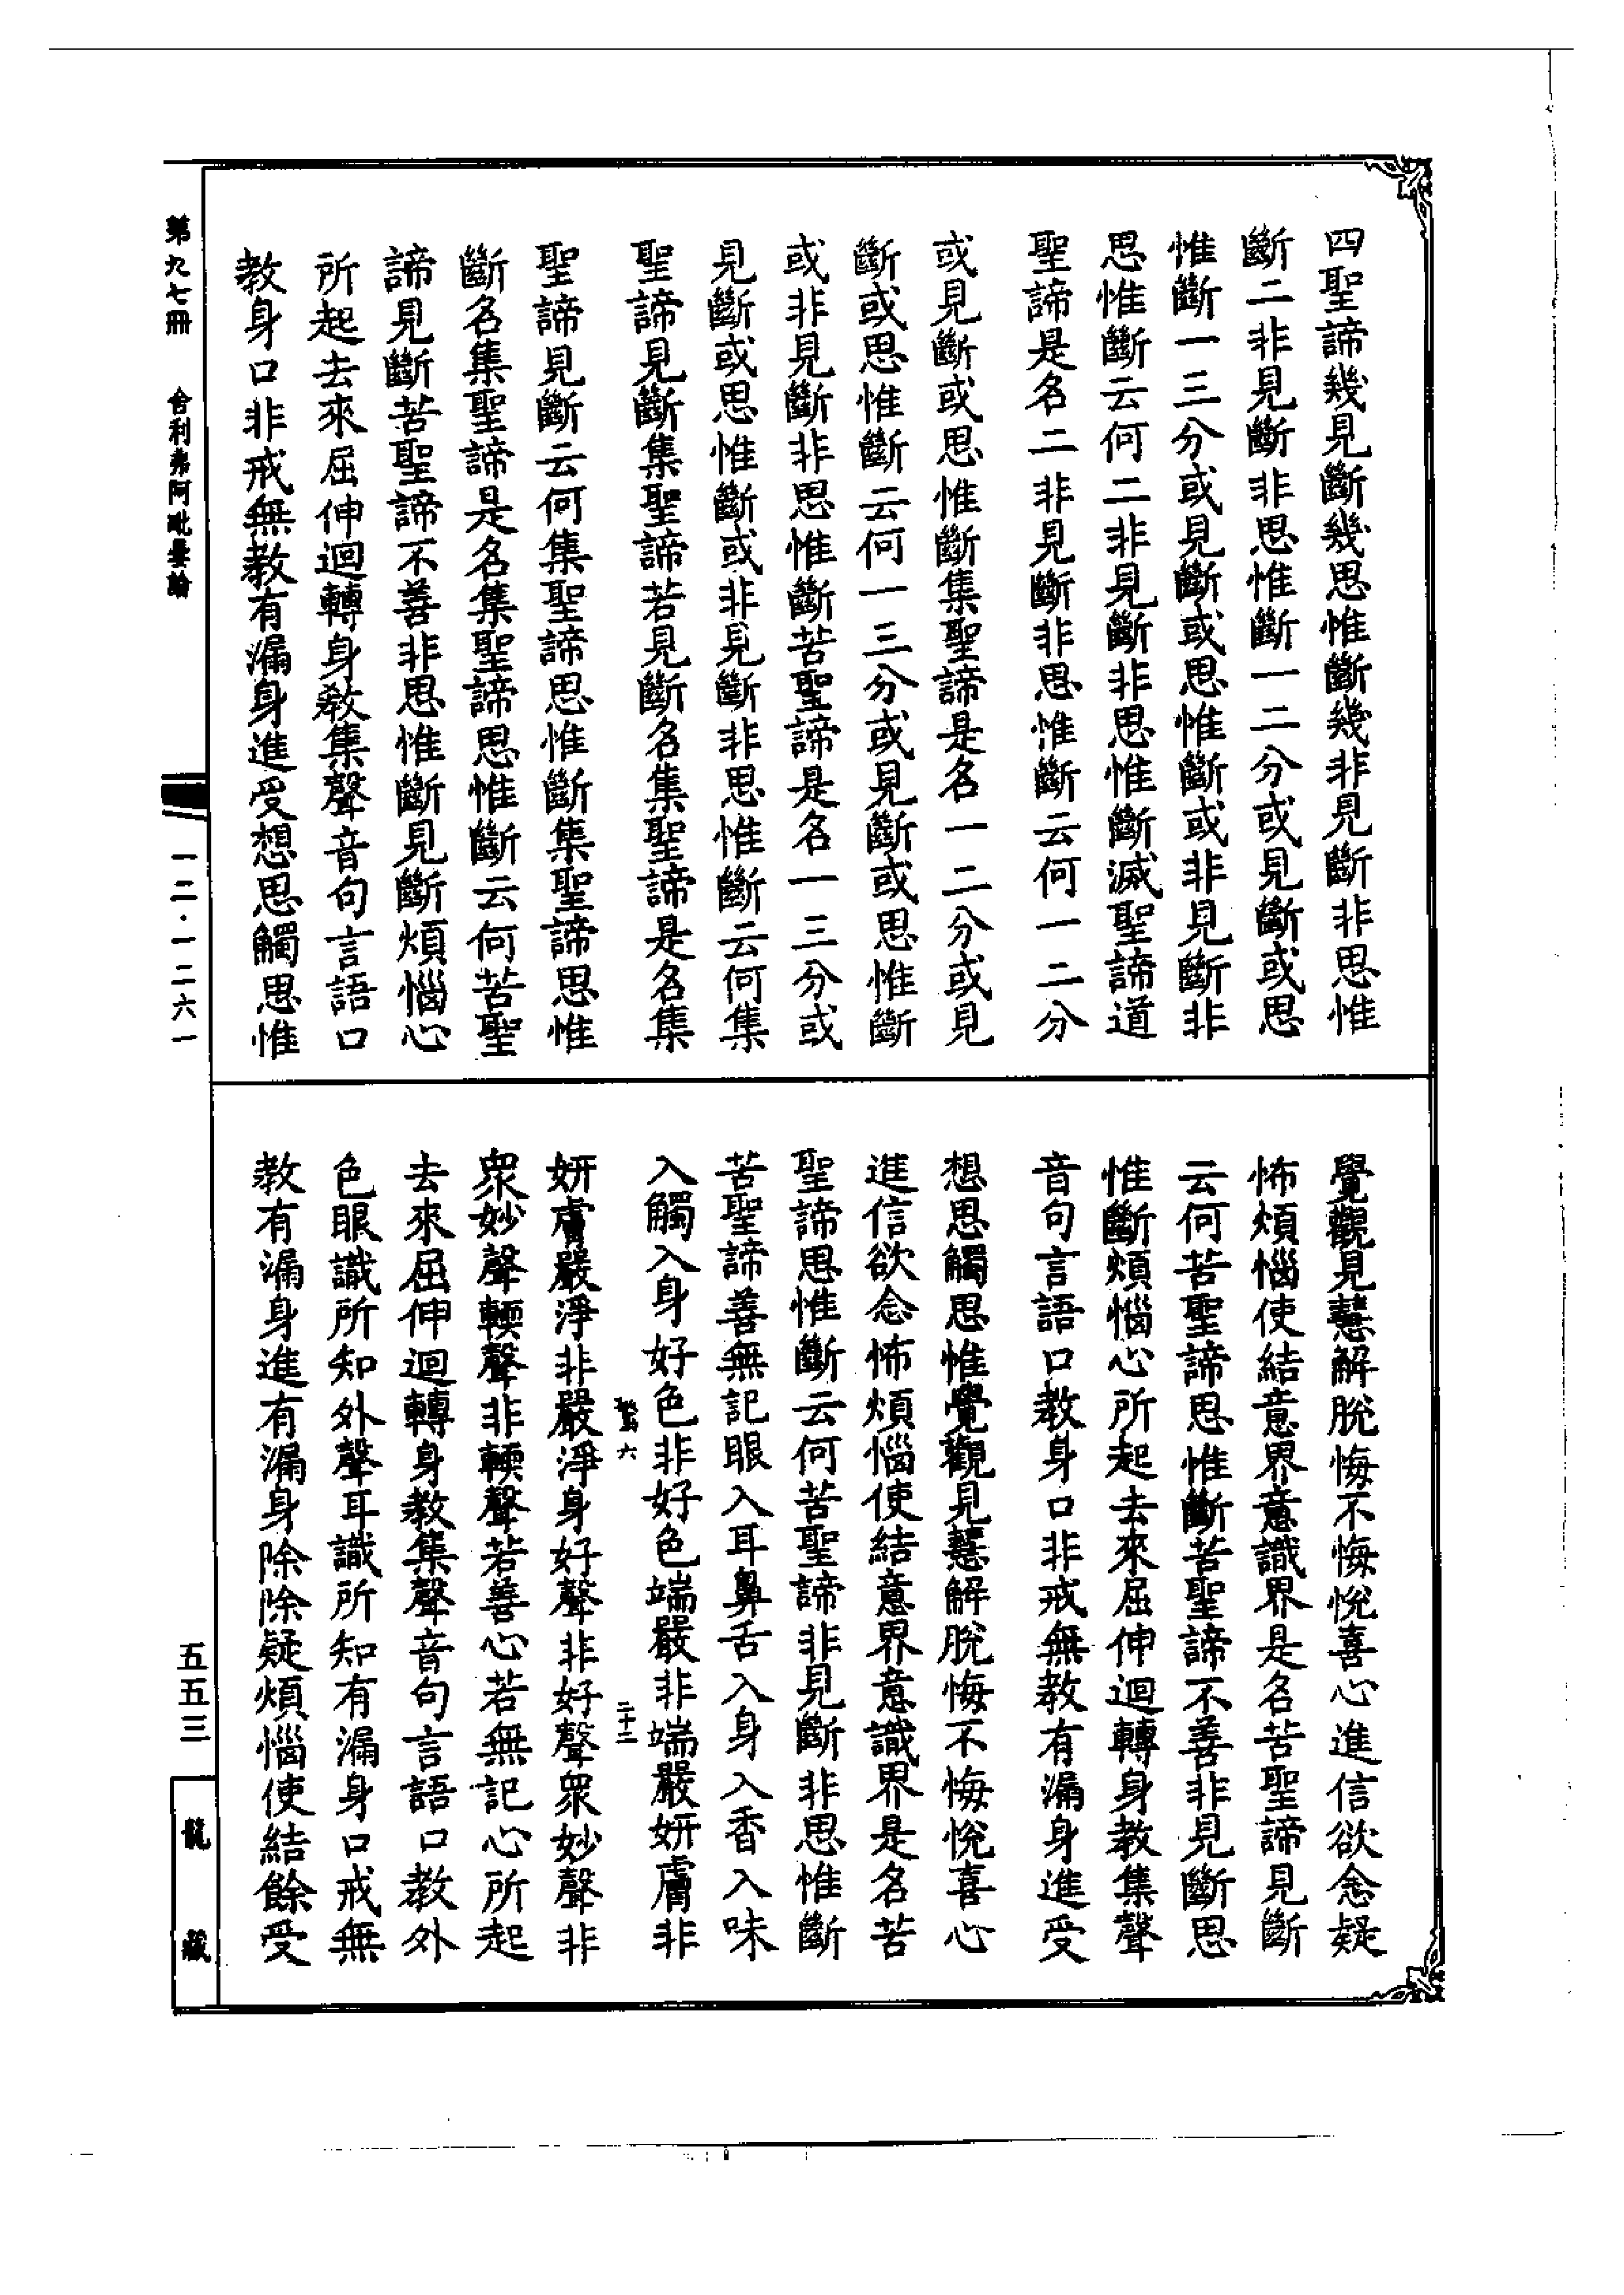 四聖諦幾見斷幾思惟斷幾非見斷非思惟
斷二非見斷非思惟斷一二分或見斷或思
惟斷一三分或見斷或思惟斷或非見斷非
思惟斷云何二非見斷非思惟斷滅聖諦道
聖諦是名二非見斷非思惟斷云何一二分
或見斷或思惟斷集聖諦是名一二分或見
斷或思惟斷云何一三分或見斷或思惟斷
或非見斷非思惟斷苦聖諦是名一三分或
見斷或思惟斷或非見斷非思惟斷云何集
聖諦見斷集聖諦若見斷名集聖諦是名集
聖諦見斷云何集聖諦思惟斷集聖諦思惟
斷名集聖諦是名集聖諦思惟斷云何苦聖
諦見斷苦聖諦不善非思惟斷見斷煩惱心
所起去來屈伸迴轉身教集聲音句言語口
教身口非戒無教有漏身進受想思觸思惟
覺觀見慧解脫悔不悔悅喜心進信欲念疑
怖煩惱使結意界意識界是名苦聖諦見斷
云何苦聖諦思惟斷苦聖諦不善非見斷思
惟斷煩惱心所起去來屈伸迴轉身教集聲
音句言語口教身口非戒無教有漏身進受
想思觸思惟覺觀見慧解脫悔不悔悅喜心
進信欲念怖煩惱使結意界意識界是名苦
聖諦思惟斷云何苦聖諦非見斷非思惟斷
苦聖諦善無記眼入耳鼻舌入身入香入味
入觸入身好色非好色端嚴非端嚴妍膚非
六 二十二
妍膚嚴淨非嚴淨身好聲非好聲衆妙聲非
衆妙聲輭聲非輭聲若善心若無記心所起
去來屈伸迴轉身教集聲音句言語口教外
色眼識所知外聲耳識所知有漏身口戒無
教有漏身進有漏身除除疑煩惱使結餘受
第九七冊 舍利弗阿毗曇論
一二·一二六一
五五三
龍藏